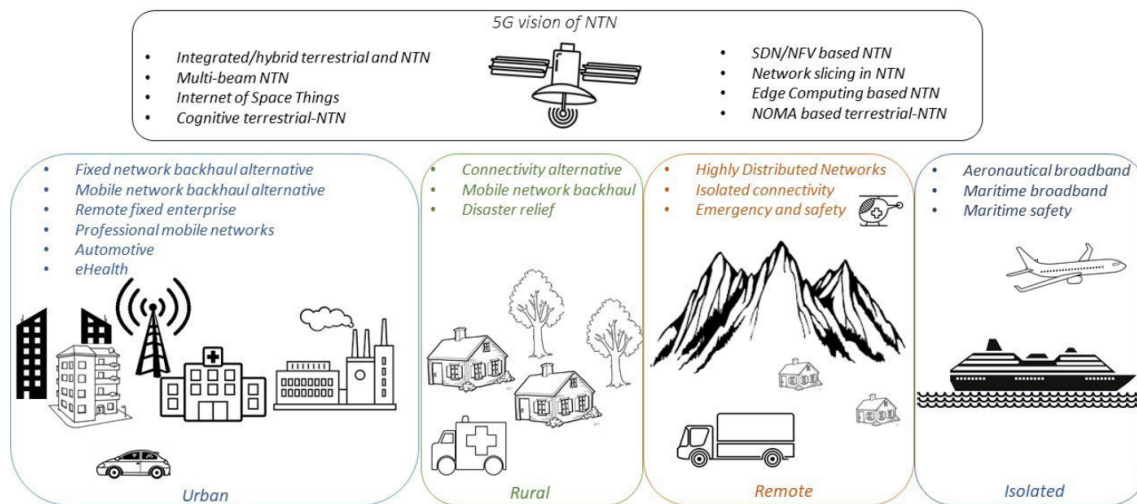 5G vision of NTN
• Integrated/hybrid terrestrial and NTN
• Multi-beam NTN
• Internet of Space Things
• Cognitive terrestrial-NTN
• SDN/NFV based NTN
• Network slicing in NTN
• Edge Computing based NTN
• NOMA based terrestrial-NTN
• Fixed network backhaul alternative
• Mobile network backhaul alternative
• Remote fixed enterprise
• Professional mobile networks
• Automotive
• eHealth
Urban
• Connectivity alternative
• Mobile network backhaul
• Disaster relief
Rural
• Highly Distributed Networks
• Isolated connectivity
• Emergency and safety
Remote
• Aeronautical broadband
• Maritime broadband
• Maritime safety
Isolated